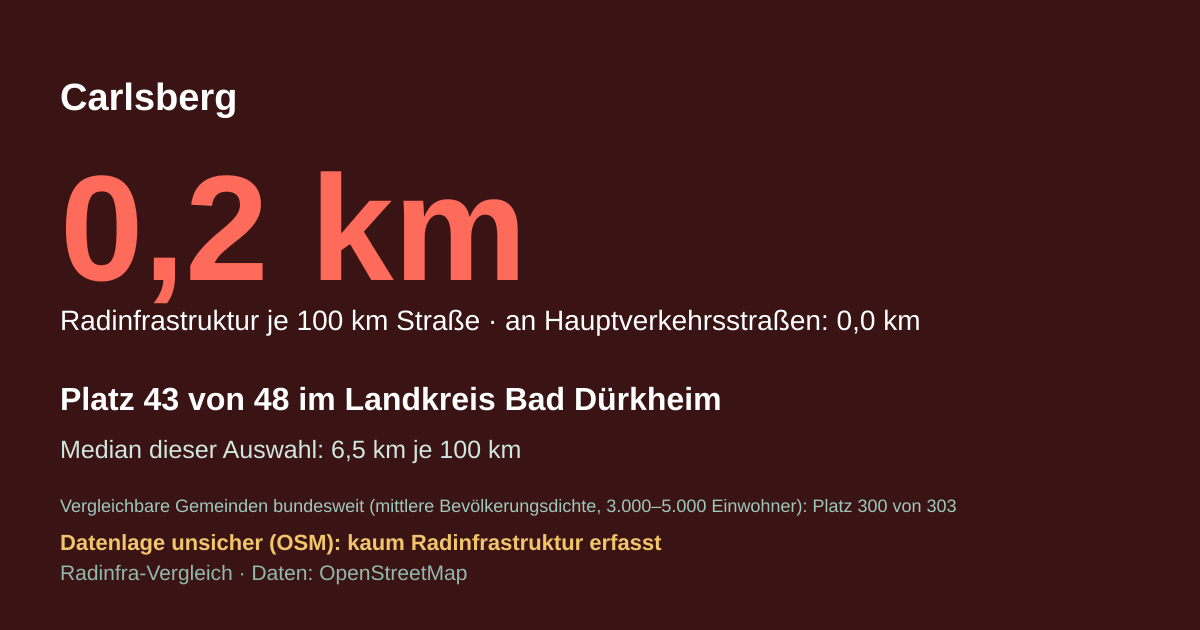 Carlsberg
0,2 km
Radinfrastruktur je 100 km Straße · an Hauptverkehrsstraßen: 0,0 km
Platz 43 von 48 im Landkreis Bad Dürkheim
Median dieser Auswahl: 6,5 km je 100 km
Vergleichbare Gemeinden bundesweit (mittlere Bevölkerungsdichte, 3.000–5.000 Einwohner): Platz 300 von 303
Datenlage unsicher (OSM): kaum Radinfrastruktur erfasst
Radinfra-Vergleich · Daten: OpenStreetMap